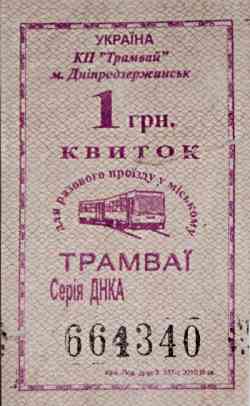 УКРАЇНА
КП "Трамвай"
м. Дніпродзержинськ
1 грн.
КВИТОК
для разового проїзду у міському
ТРАМВАЇ
Серія ДНКА
664340